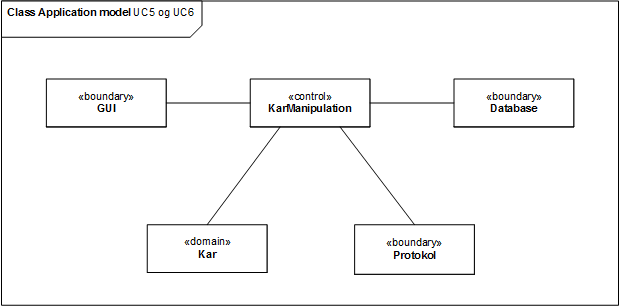 Class Application model UC5 og UC6
«boundary»
GUI
«control»
KarManipulation
«boundary»
Database
«domain»
Kar
«boundary»
Protokol